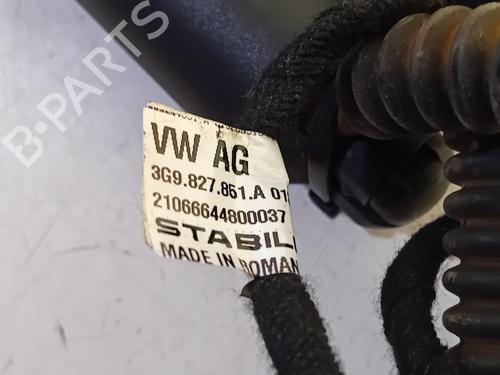 B-PARTS
VW AG
3G9.827.851.A 01
21066644800037
STABIL
MADE IN ROMAN